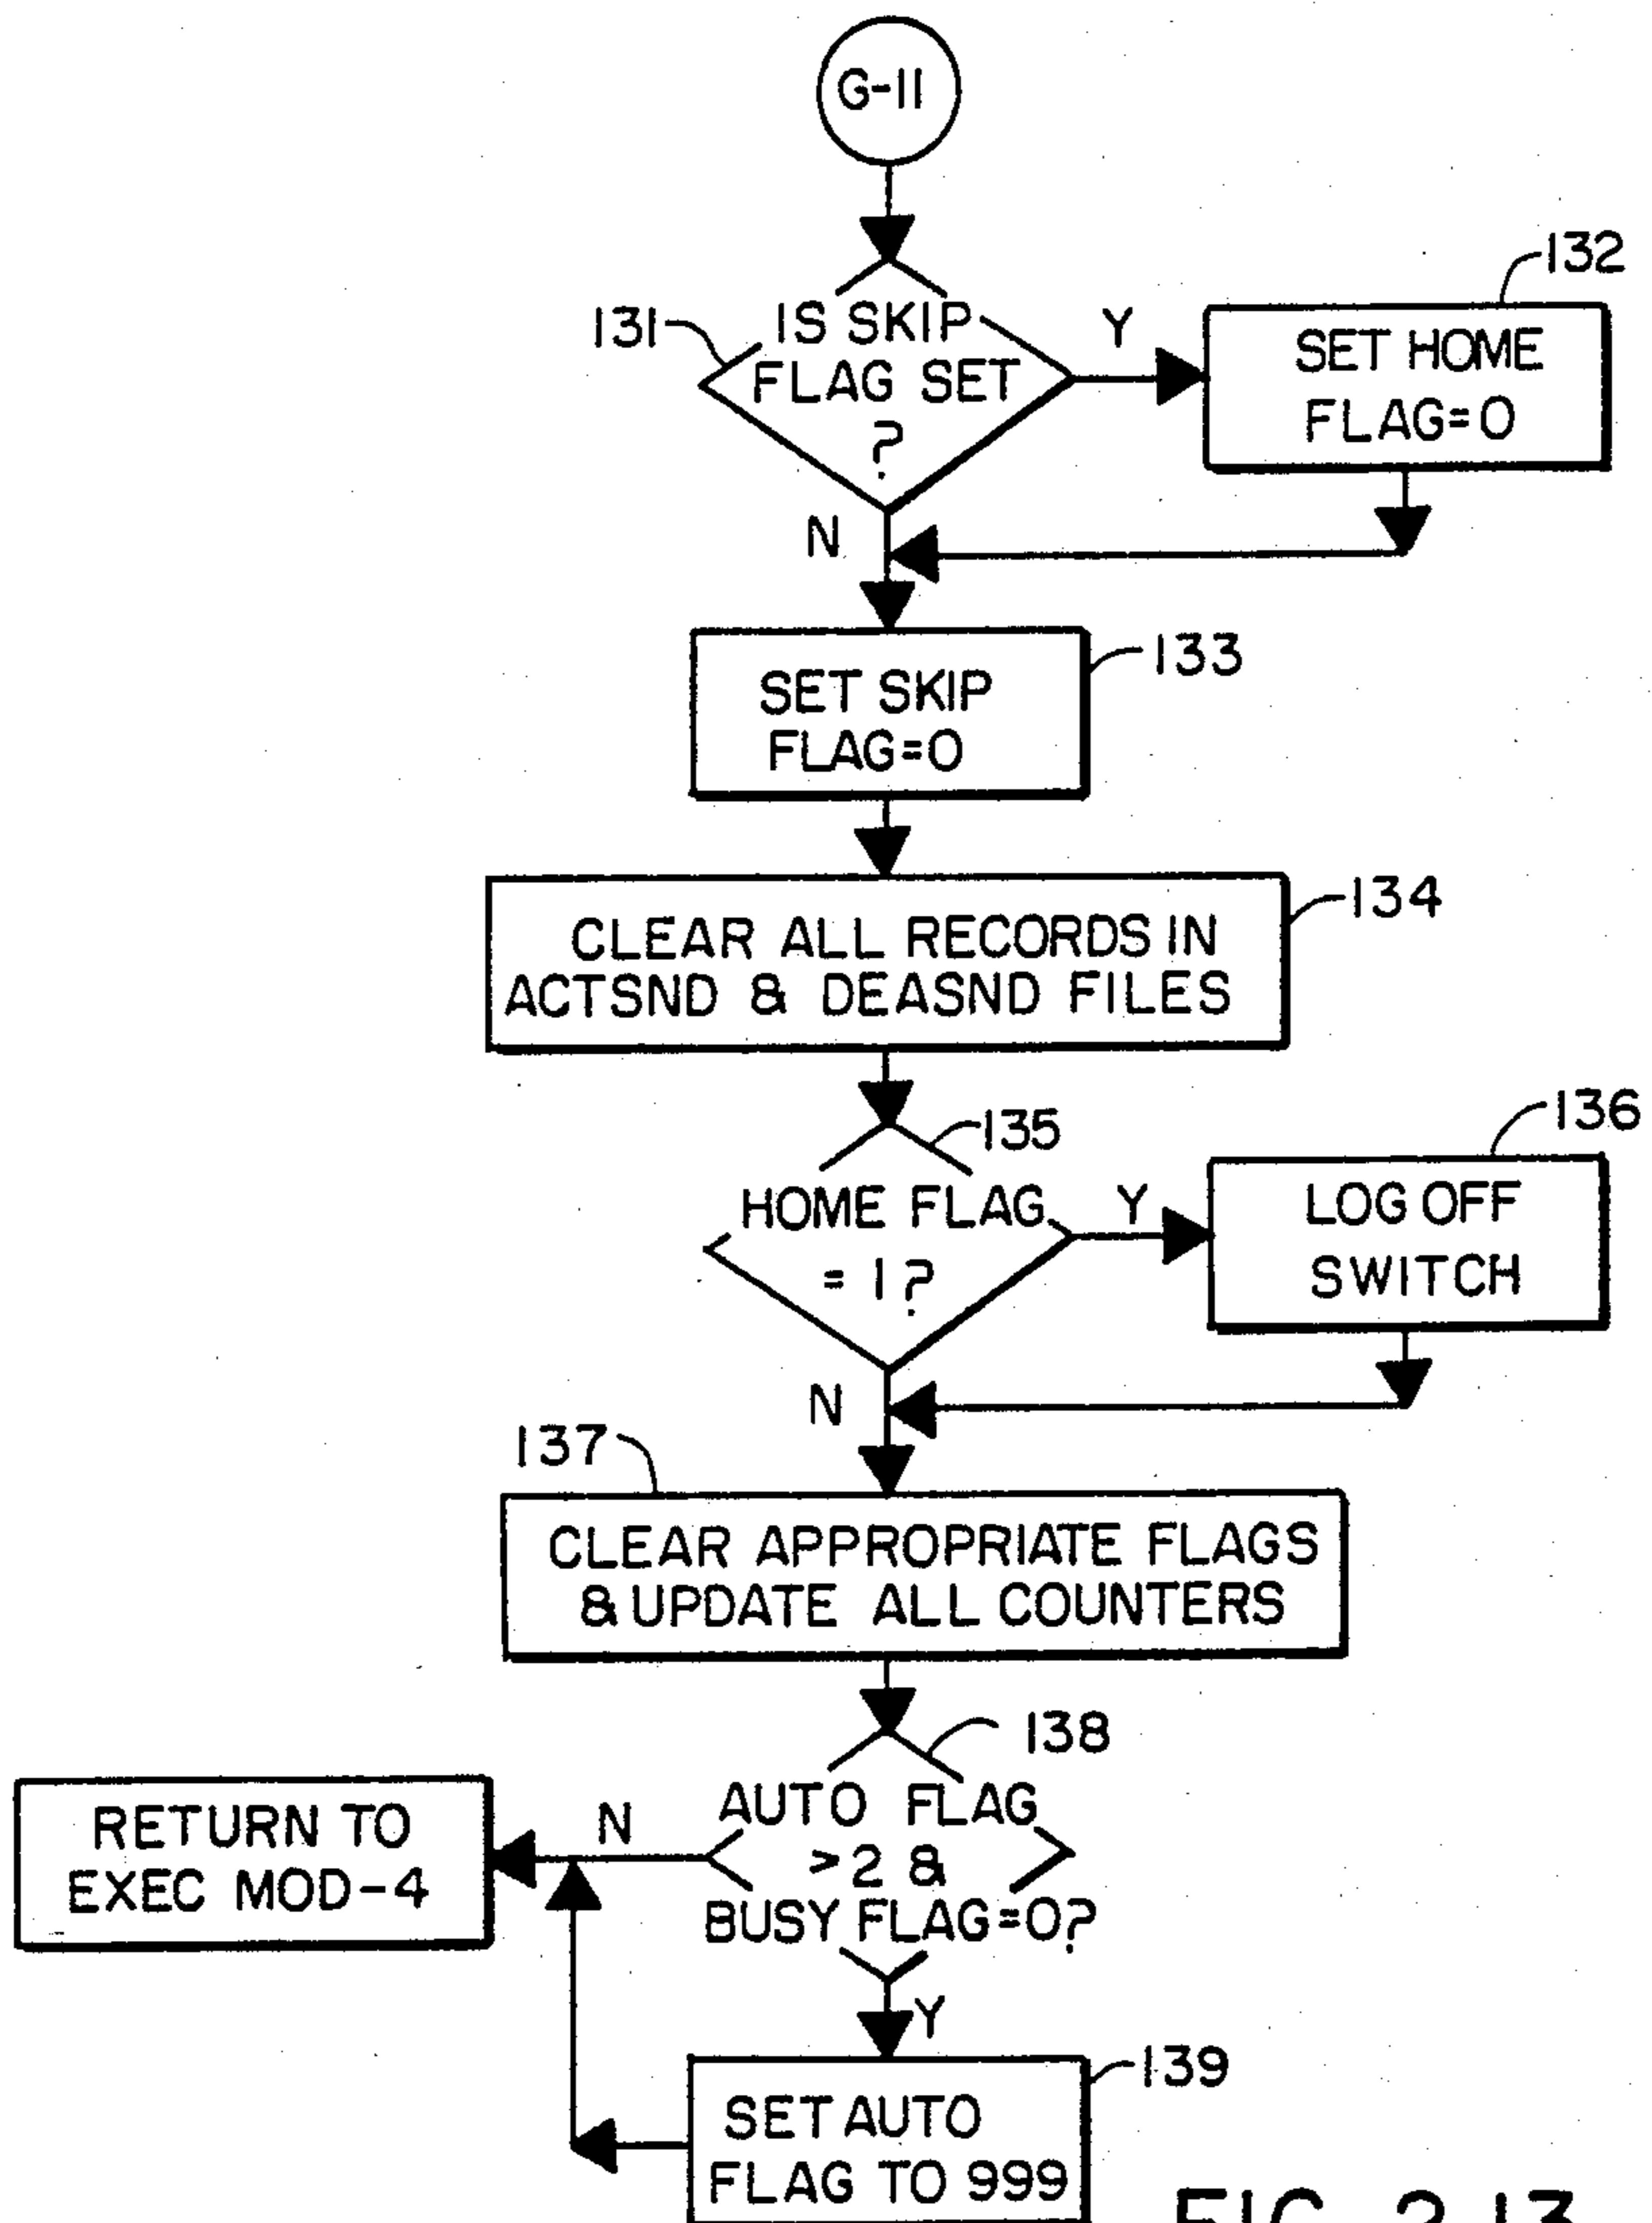 G-11
131
IS SKIP
FLAG SET
?
Y
132
SET HOME
FLAG=0
N
133
SET SKIP
FLAG=0
134
CLEAR ALL RECORDS IN
ACTSND & DEASND FILES
135
HOME FLAG
= 1 ?
Y
136
LOG OFF
SWITCH
N
137
CLEAR APPROPRIATE FLAGS
& UPDATE ALL COUNTERS
138
AUTO FLAG
>2 &
BUSY FLAG=0?
N
RETURN TO
EXEC MOD-4
Y
139
SET AUTO
FLAG TO 999
FIG. 2.13